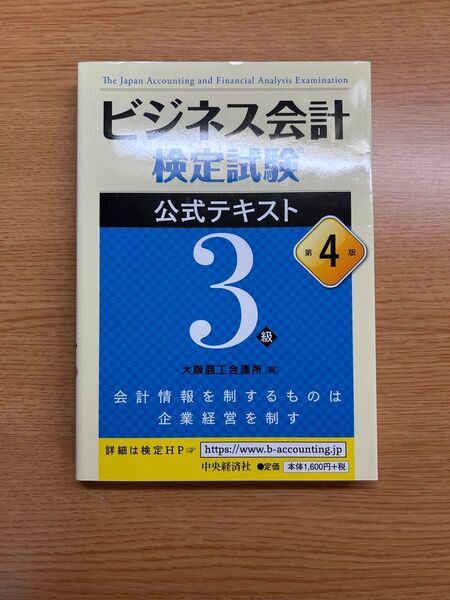 The Japan Accounting and Financial Analysis Examination
ビジネス会計
検定試験®
公式テキスト
第4版
3級
大阪商工会議所[編]
会計情報を制するものは
企業経営を制す
詳細は検定HP☞ https://www.b-accounting.jp
中央経済社 ●定価 本体1,600円+税